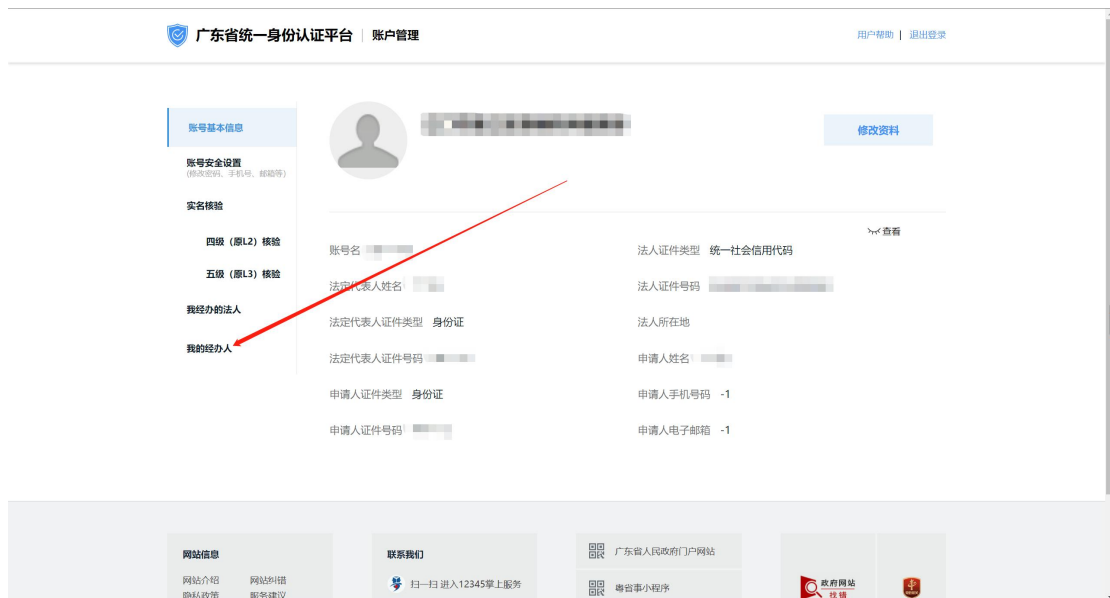 广东省统一身份认证平台 账户管理 用户帮助 | 退出登录
账号基本信息
修改资料
账号安全设置
(修改密码、手机号、邮箱等)
实名核验
四级（原L2）核验
五级（原L3）核验
我经办的法人
我的经办人
查看
账号名
法人证件类型 统一社会信用代码
法定代表人姓名
法人证件号码
法定代表人证件类型 身份证
法人所在地
法定代表人证件号码
申请人姓名
申请人证件类型 身份证
申请人手机号码 -1
申请人证件号码
申请人电子邮箱 -1
网站信息
网站介绍 网站纠错
隐私政策 服务建议
联系我们
扫一扫 进入12345掌上服务
广东省人民政府门户网站
粤省事小程序
政府网站
找错